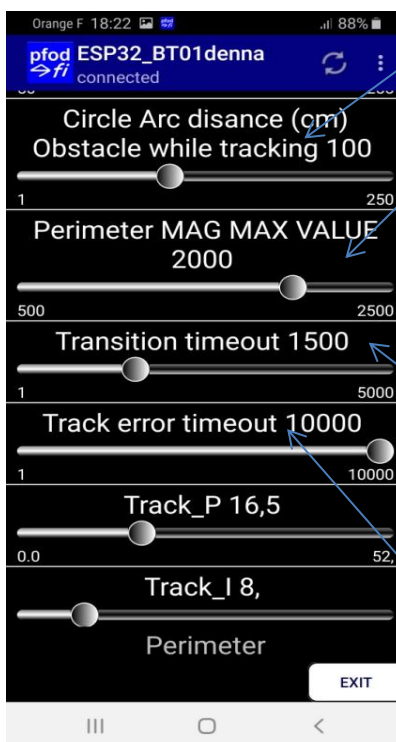 Orange F 18:22 88%
pfod ESP32_BT01denna
fi connected
Circle Arc disance (cm)
Obstacle while tracking 100
1 250
Perimeter MAG MAX VALUE
2000
500 2500
Transition timeout 1500
1 5000
Track error timeout 10000
1 10000
Track_P 16,5
0.0 52,
Track_I 8,
Perimeter
EXIT